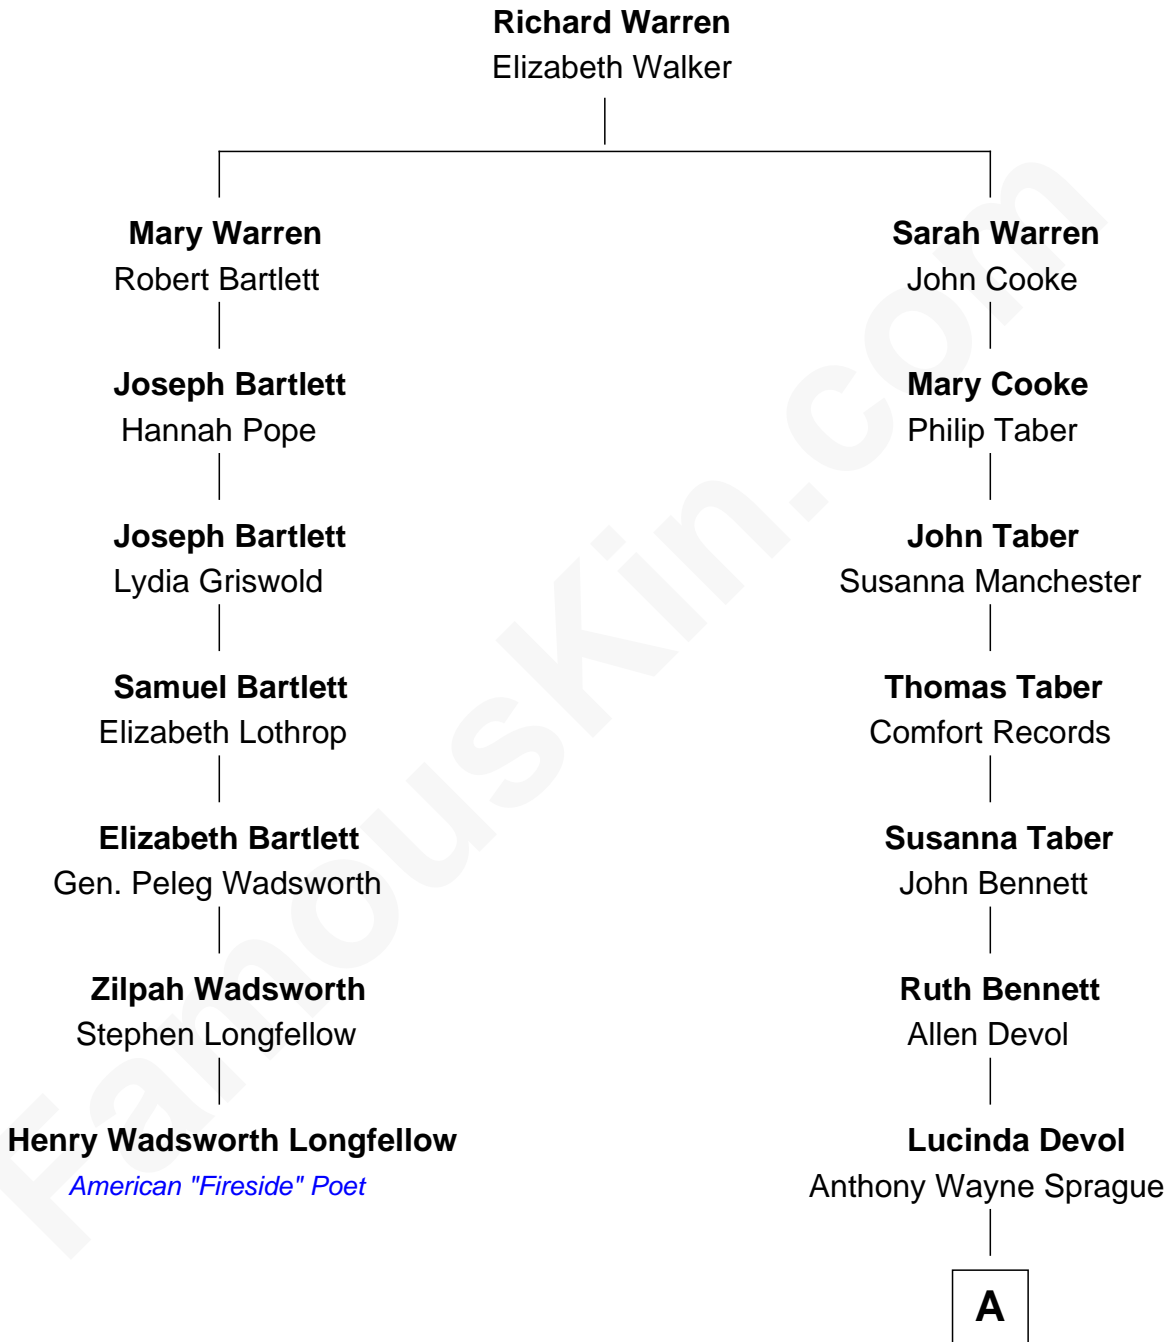 Richard Warren
Elizabeth Walker
Mary Warren
Robert Bartlett
Joseph Bartlett
Hannah Pope
Joseph Bartlett
Lydia Griswold
Samuel Bartlett
Elizabeth Lothrop
Elizabeth Bartlett
Gen. Peleg Wadsworth
Zilpah Wadsworth
Stephen Longfellow
Henry Wadsworth Longfellow
American "Fireside" Poet
Sarah Warren
John Cooke
Mary Cooke
Philip Taber
John Taber
Susanna Manchester
Thomas Taber
Comfort Records
Susanna Taber
John Bennett
Ruth Bennett
Allen Devol
Lucinda Devol
Anthony Wayne Sprague
A
FamousKin.com